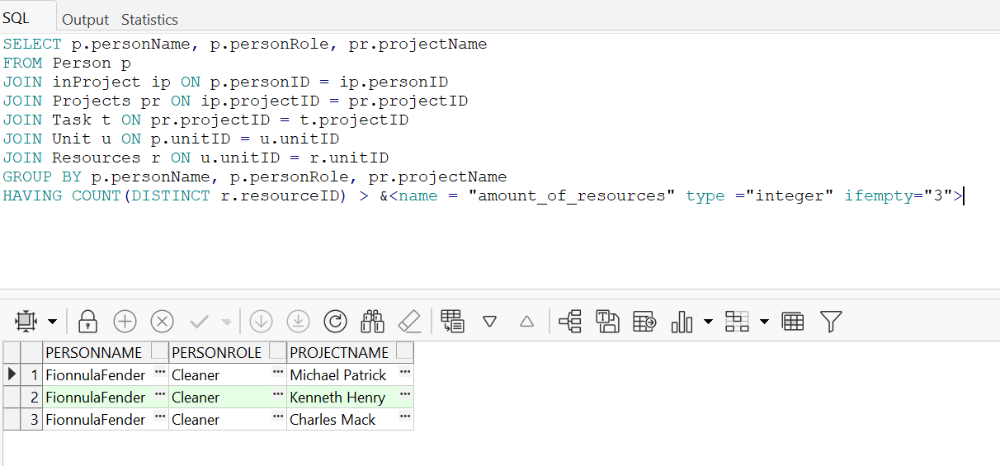 SQL Output Statistics
SELECT p.personName, p.personRole, pr.projectName
FROM Person p
JOIN inProject ip ON p.personID = ip.personID
JOIN Projects pr ON ip.projectID = pr.projectID
JOIN Task t ON pr.projectID = t.projectID
JOIN Unit u ON p.unitID = u.unitID
JOIN Resources r ON u.unitID = r.unitID
GROUP BY p.personName, p.personRole, pr.projectName
HAVING COUNT(DISTINCT r.resourceID) > &<name = "amount_of_resources" type ="integer" ifempty="3">
PERSONNAME PERSONROLE PROJECTNAME
1 FionnulaFender ··· Cleaner ··· Michael Patrick ···
2 FionnulaFender ··· Cleaner ··· Kenneth Henry ···
3 FionnulaFender ··· Cleaner ··· Charles Mack ···